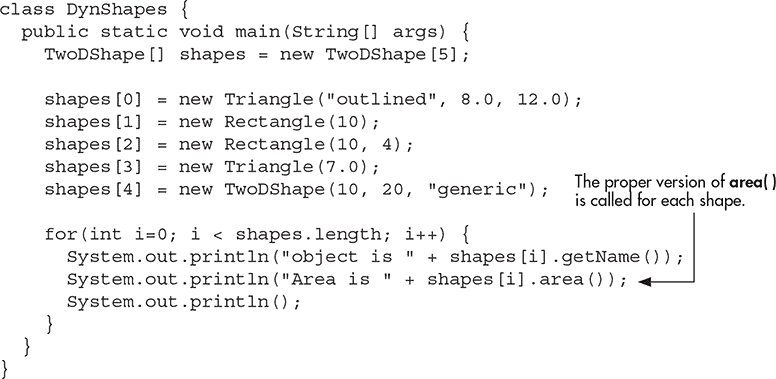 class DynShapes {
  public static void main(String[] args) {
    TwoDShape[] shapes = new TwoDShape[5];

    shapes[0] = new Triangle("outlined", 8.0, 12.0);
    shapes[1] = new Rectangle(10);
    shapes[2] = new Rectangle(10, 4);
    shapes[3] = new Triangle(7.0);
    shapes[4] = new TwoDShape(10, 20, "generic");
The proper version of area( )
is called for each shape.

    for(int i=0; i < shapes.length; i++) {
      System.out.println("object is " + shapes[i].getName());
      System.out.println("Area is " + shapes[i].area());
      System.out.println();
    }
  }
}